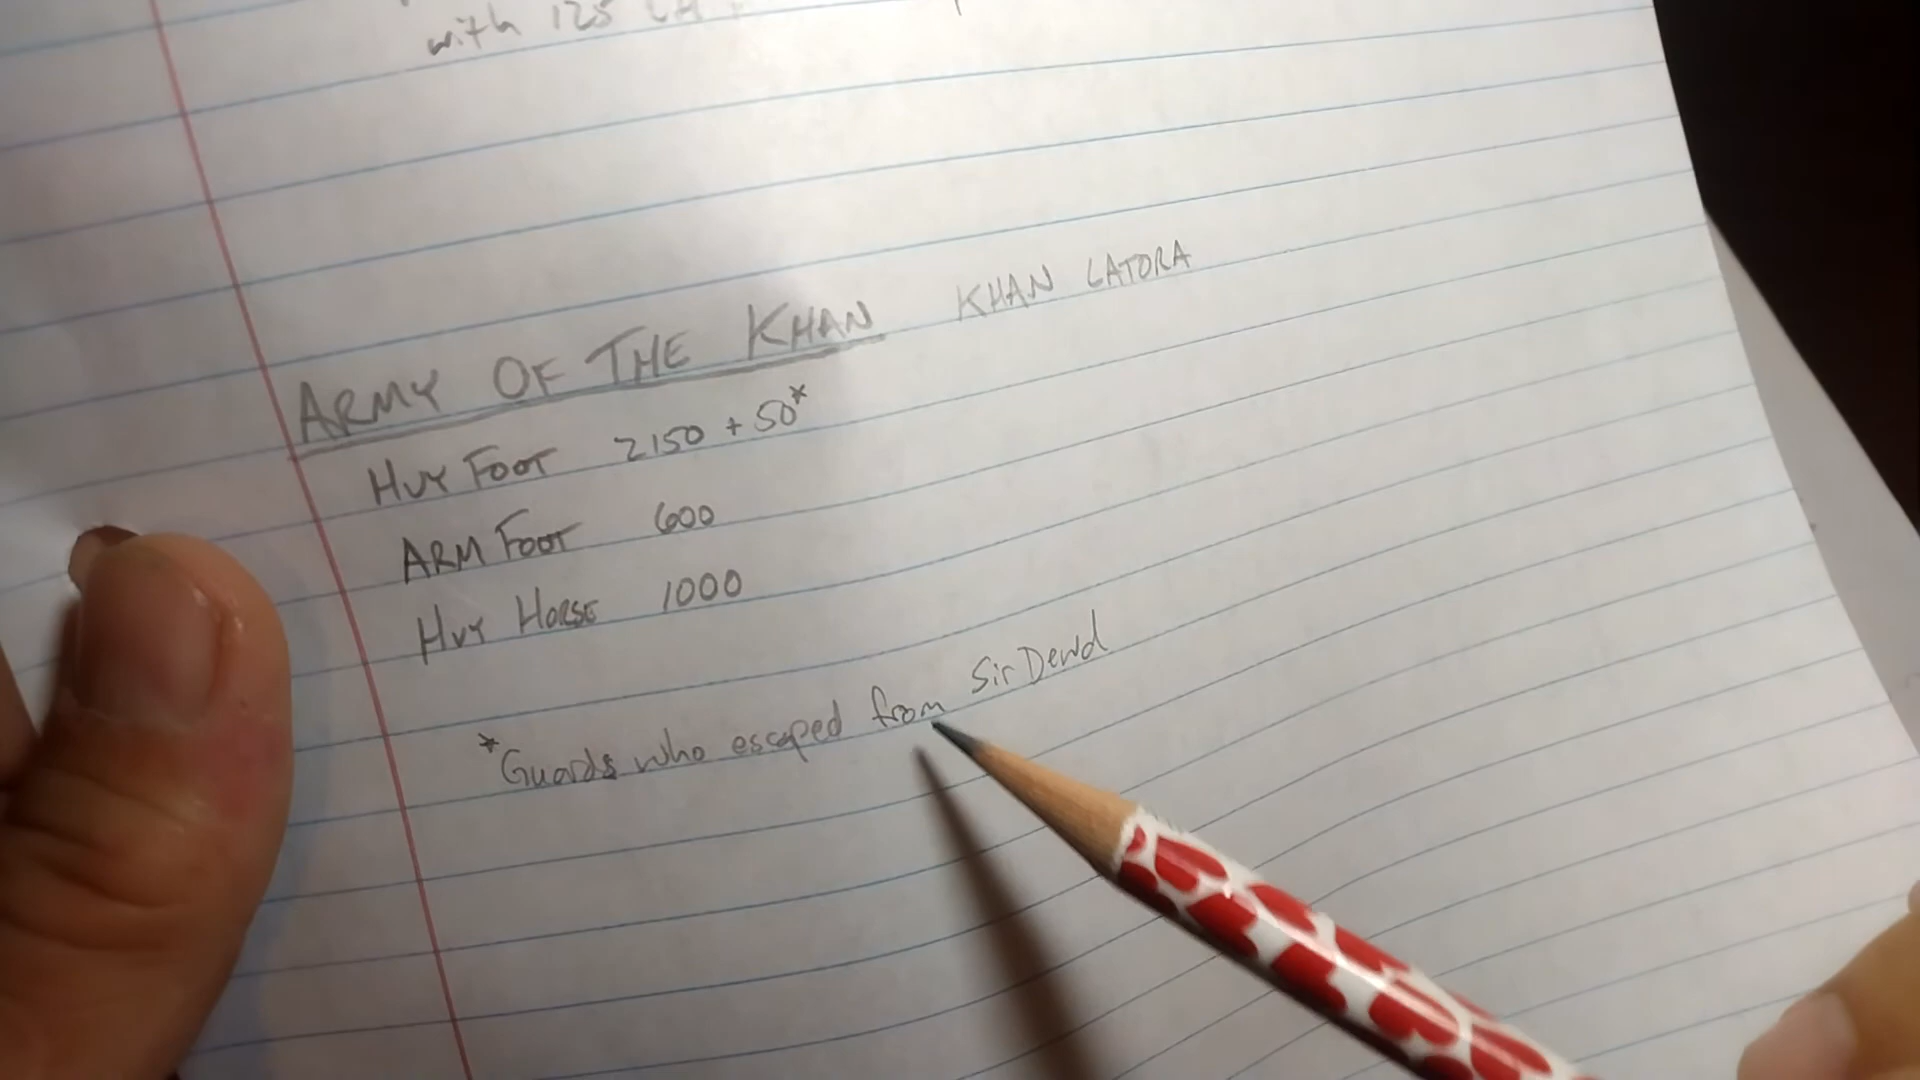 with 125
ARMY OF THE KHAN KHAN LATORA
HVY FOOT 2150 + 50*
ARM FOOT 600
HVY HORSE 1000
*Guards who escaped from Sir Dewd